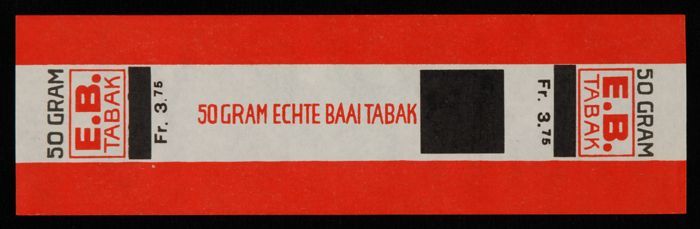 50 GRAM
E.B.
TABAK
Fr. 3.75
50 GRAM ECHTE BAAI TABAK
Fr. 3.75
E.B.
TABAK
50 GRAM